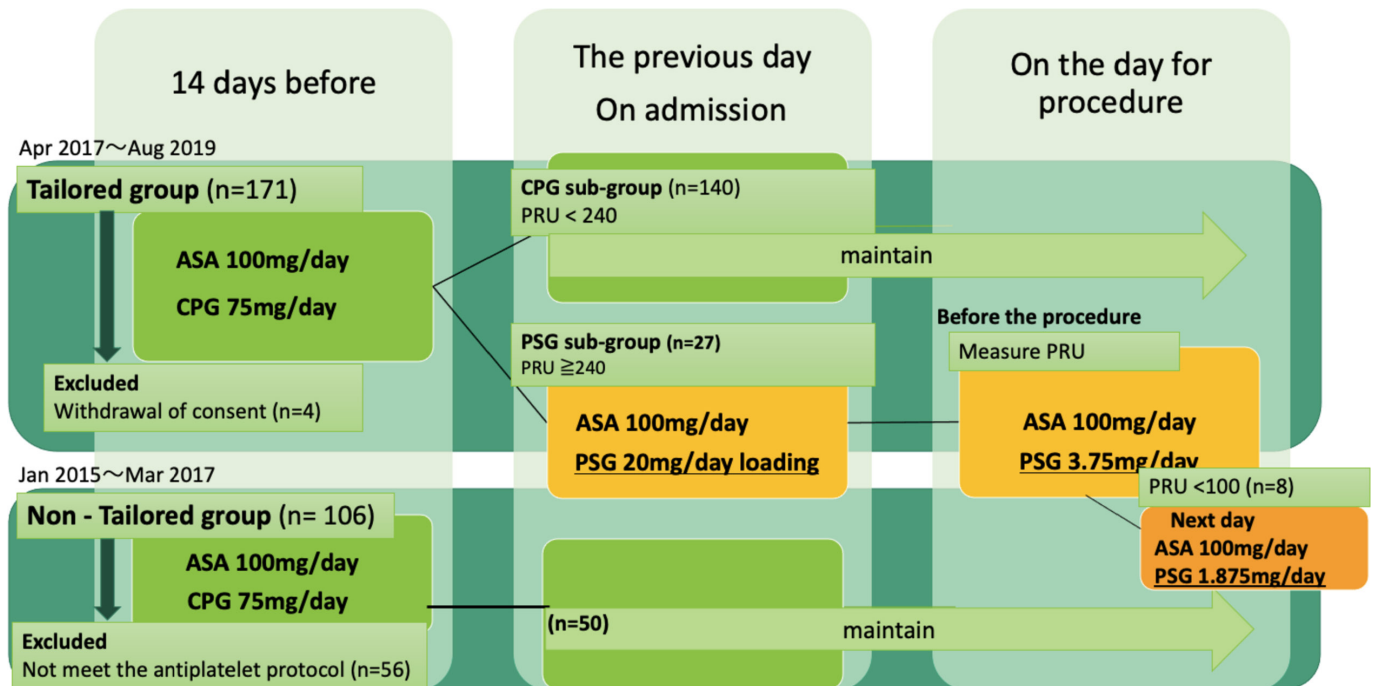 14 days before
The previous day
On admission
On the day for
procedure
Apr 2017～Aug 2019
Tailored group (n=171)
ASA 100mg/day
CPG 75mg/day
Excluded
Withdrawal of consent (n=4)
CPG sub-group (n=140)
PRU < 240
maintain
PSG sub-group (n=27)
PRU ≧240
ASA 100mg/day
PSG 20mg/day loading
Before the procedure
Measure PRU
ASA 100mg/day
PSG 3.75mg/day
PRU <100 (n=8)
Next day
ASA 100mg/day
PSG 1.875mg/day
Jan 2015～Mar 2017
Non - Tailored group (n= 106)
ASA 100mg/day
CPG 75mg/day
Excluded
Not meet the antiplatelet protocol (n=56)
(n=50)
maintain